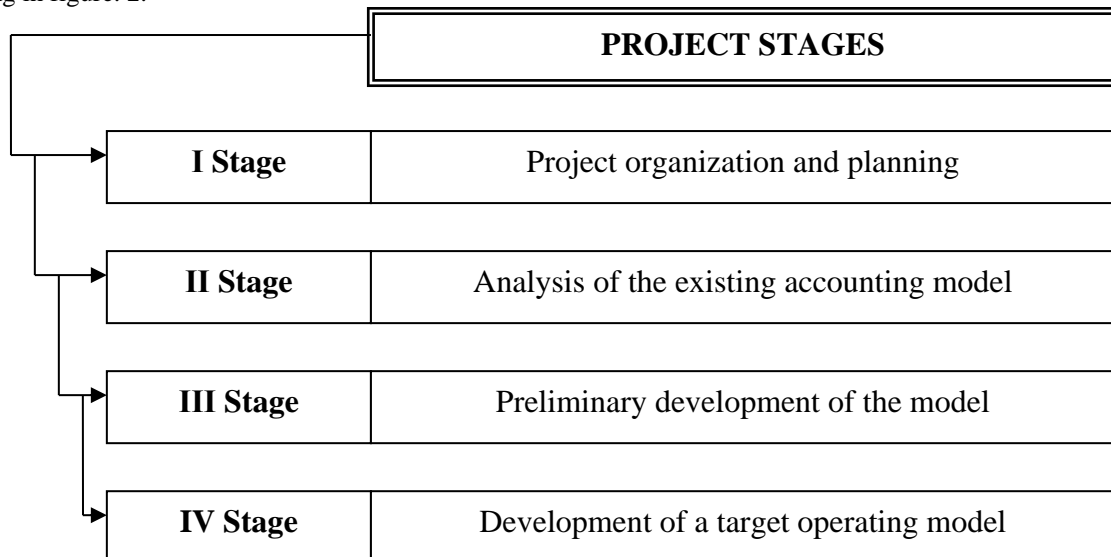 in figure. 2.
PROJECT STAGES
I Stage Project organization and planning
II Stage Analysis of the existing accounting model
III Stage Preliminary development of the model
IV Stage Development of a target operating model